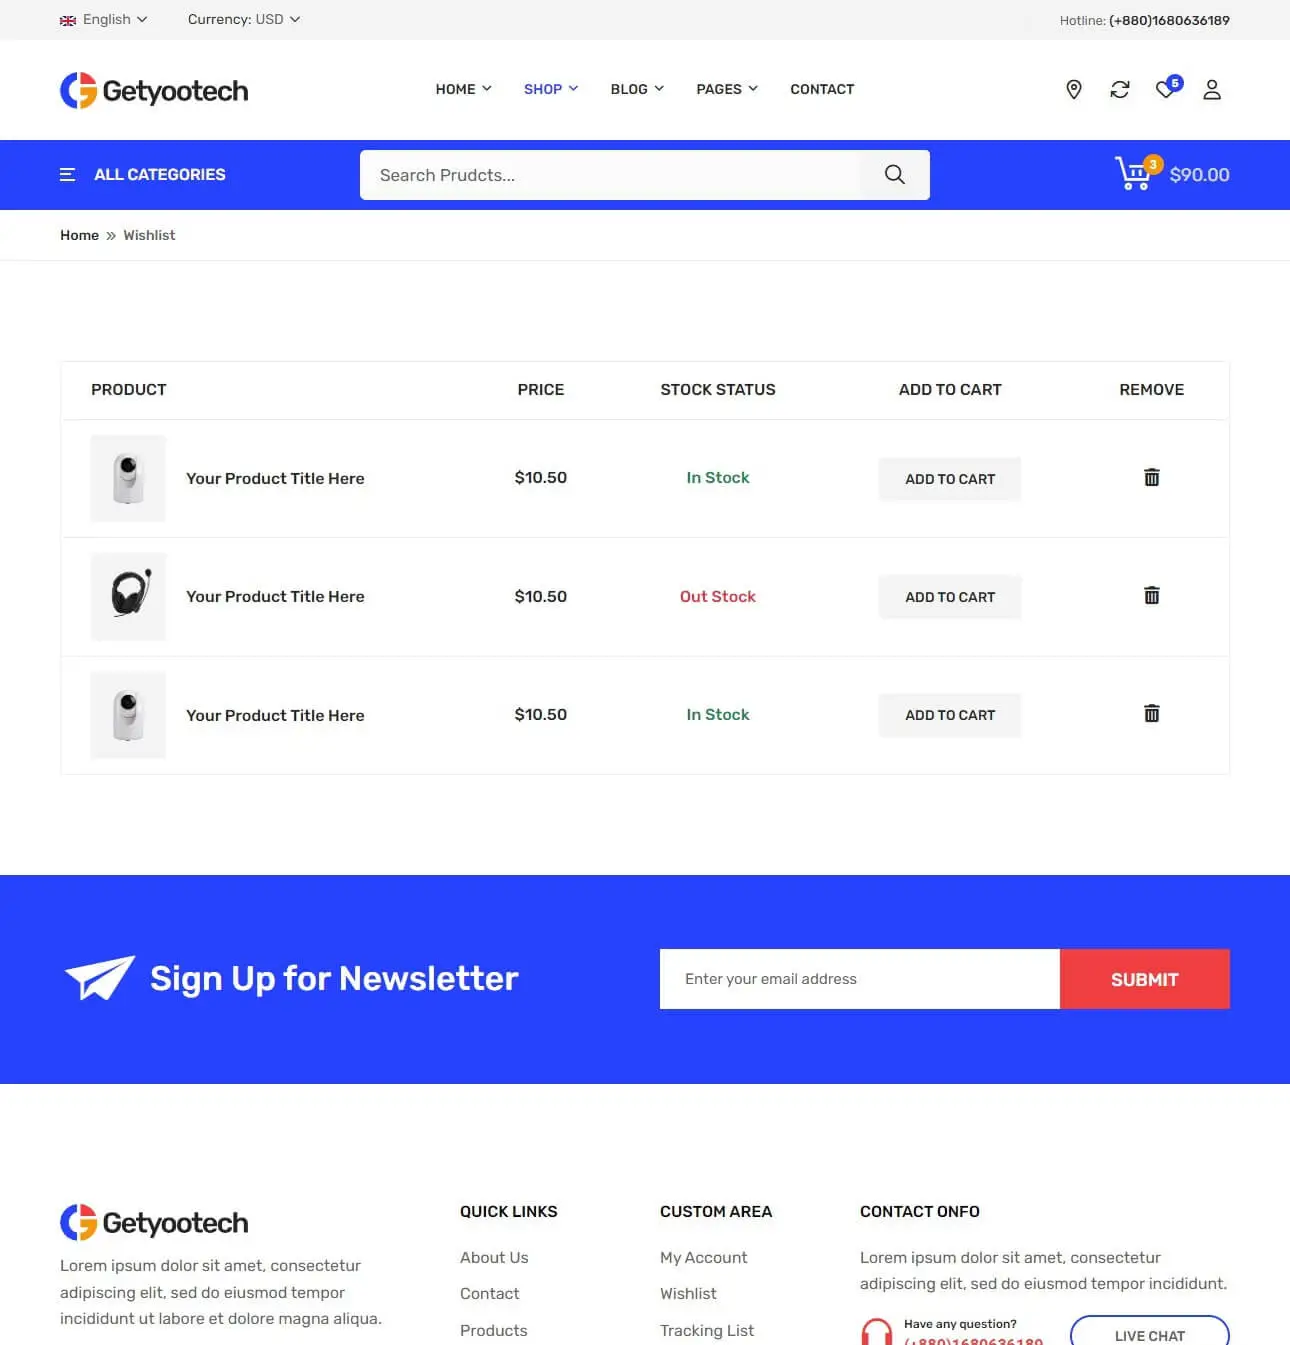 English
Currency: USD
Hotline: (+880)1680636189
Getyootech
HOME
SHOP
BLOG
PAGES
CONTACT
5
ALL CATEGORIES
Search Prudcts...
3
$90.00
Home » Wishlist
PRODUCT PRICE STOCK STATUS ADD TO CART REMOVE
Your Product Title Here $10.50 In Stock ADD TO CART
Your Product Title Here $10.50 Out Stock ADD TO CART
Your Product Title Here $10.50 In Stock ADD TO CART
Sign Up for Newsletter
Enter your email address
SUBMIT
Getyootech
Lorem ipsum dolor sit amet, consectetur
adipiscing elit, sed do eiusmod tempor
incididunt ut labore et dolore magna aliqua.
QUICK LINKS
About Us
Contact
Products
CUSTOM AREA
My Account
Wishlist
Tracking List
CONTACT ONFO
Lorem ipsum dolor sit amet, consectetur
adipiscing elit, sed do eiusmod tempor incididunt.
Have any question?
(+880)1680636189
LIVE CHAT